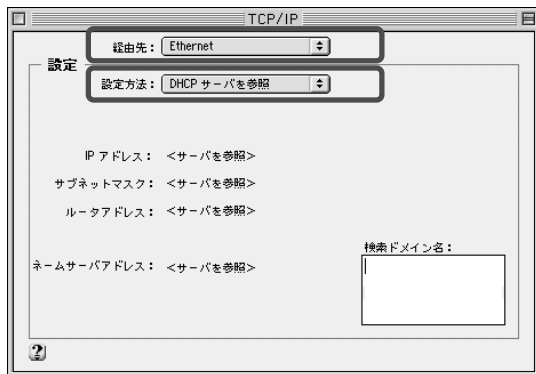 TCP/IP
経由先： Ethernet
設定
設定方法： DHCP サーバを参照
IP アドレス： <サーバを参照>
サブネットマスク： <サーバを参照>
ルータアドレス： <サーバを参照>
検索ドメイン名：
ネームサーバアドレス： <サーバを参照>
?